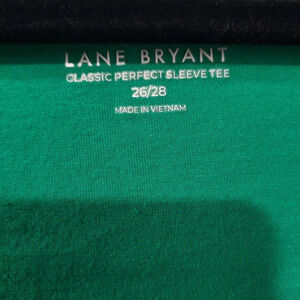 LANE BRYANT
CLASSIC PERFECT SLEEVE TEE
26/28
MADE IN VIETNAM